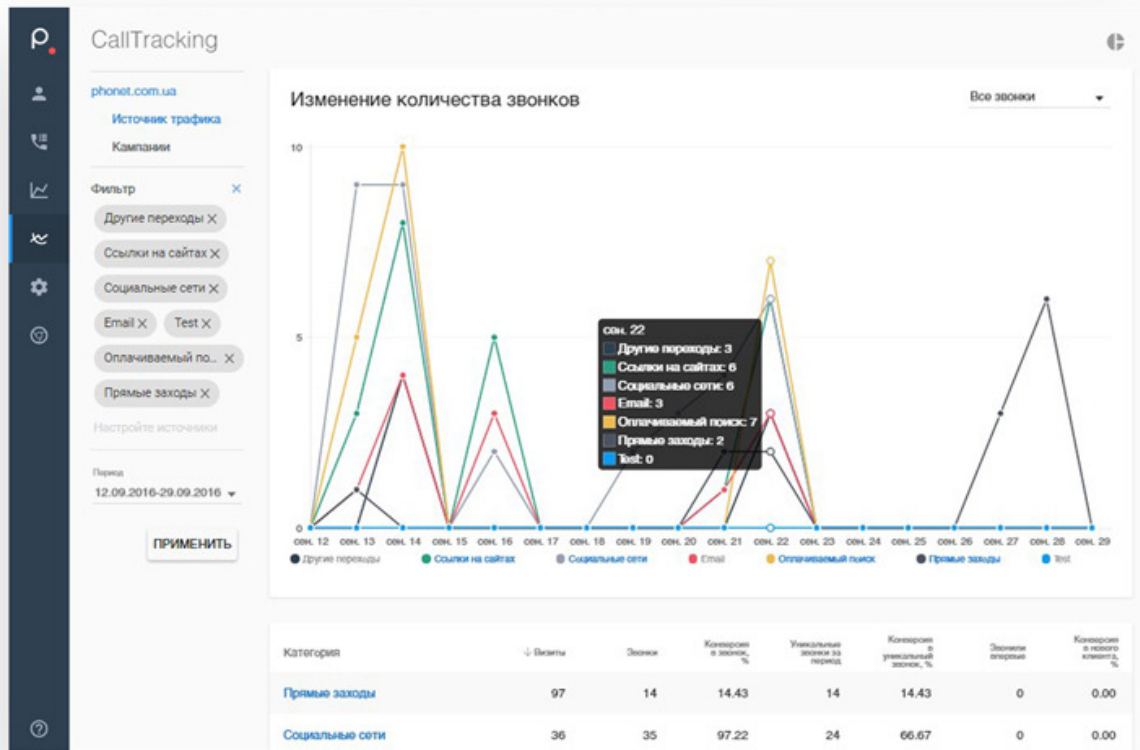 CallTracking
phonet.com.ua
Источник трафика
Кампании
Фильтр
Другие переходы
Ссылки на сайтах
Социальные сети
Email Test
Оплачиваемый по...
Прямые заходы
Настройте источники
Период
12.09.2016-29.09.2016
ПРИМЕНИТЬ
Изменение количества звонков
Все звонки
10
5
0
сен. 22
Другие переходы: 3
Ссылки на сайтах: 6
Социальные сети: 6
Email: 3
Оплачиваемый поиск: 7
Прямые заходы: 2
Test: 0
сен. 12 сен. 13 сен. 14 сен. 15 сен. 16 сен. 17 сен. 18 сен. 19 сен. 20 сен. 21 сен. 22 сен. 23 сен. 24 сен. 25 сен. 26 сен. 27 сен. 28 сен. 29
Другие переходы Ссылки на сайтах Социальные сети Email Оплачиваемый поиск Прямые заходы Test
Категория Визиты Звонки Конверсия в звонок, % Уникальные звонки за период Конверсия в уникальный звонок, % Звонили впервые Конверсия в нового клиента, %
Прямые заходы 97 14 14.43 14 14.43 0 0.00
Социальные сети 36 35 97.22 24 66.67 0 0.00